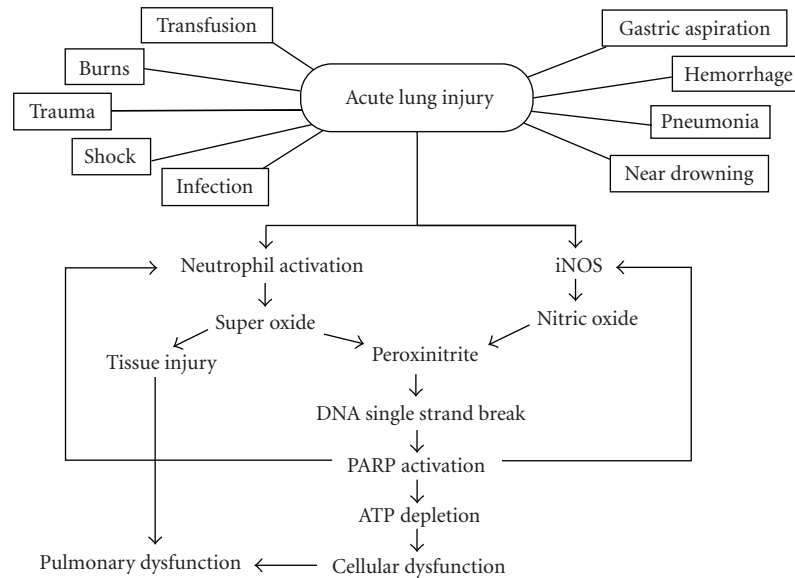 Transfusion
Burns
Trauma
Shock
Infection
Acute lung injury
Gastric aspiration
Hemorrhage
Pneumonia
Near drowning
Neutrophil activation
iNOS
Super oxide
Nitric oxide
Tissue injury
Peroxinitrite
DNA single strand break
PARP activation
ATP depletion
Pulmonary dysfunction
Cellular dysfunction